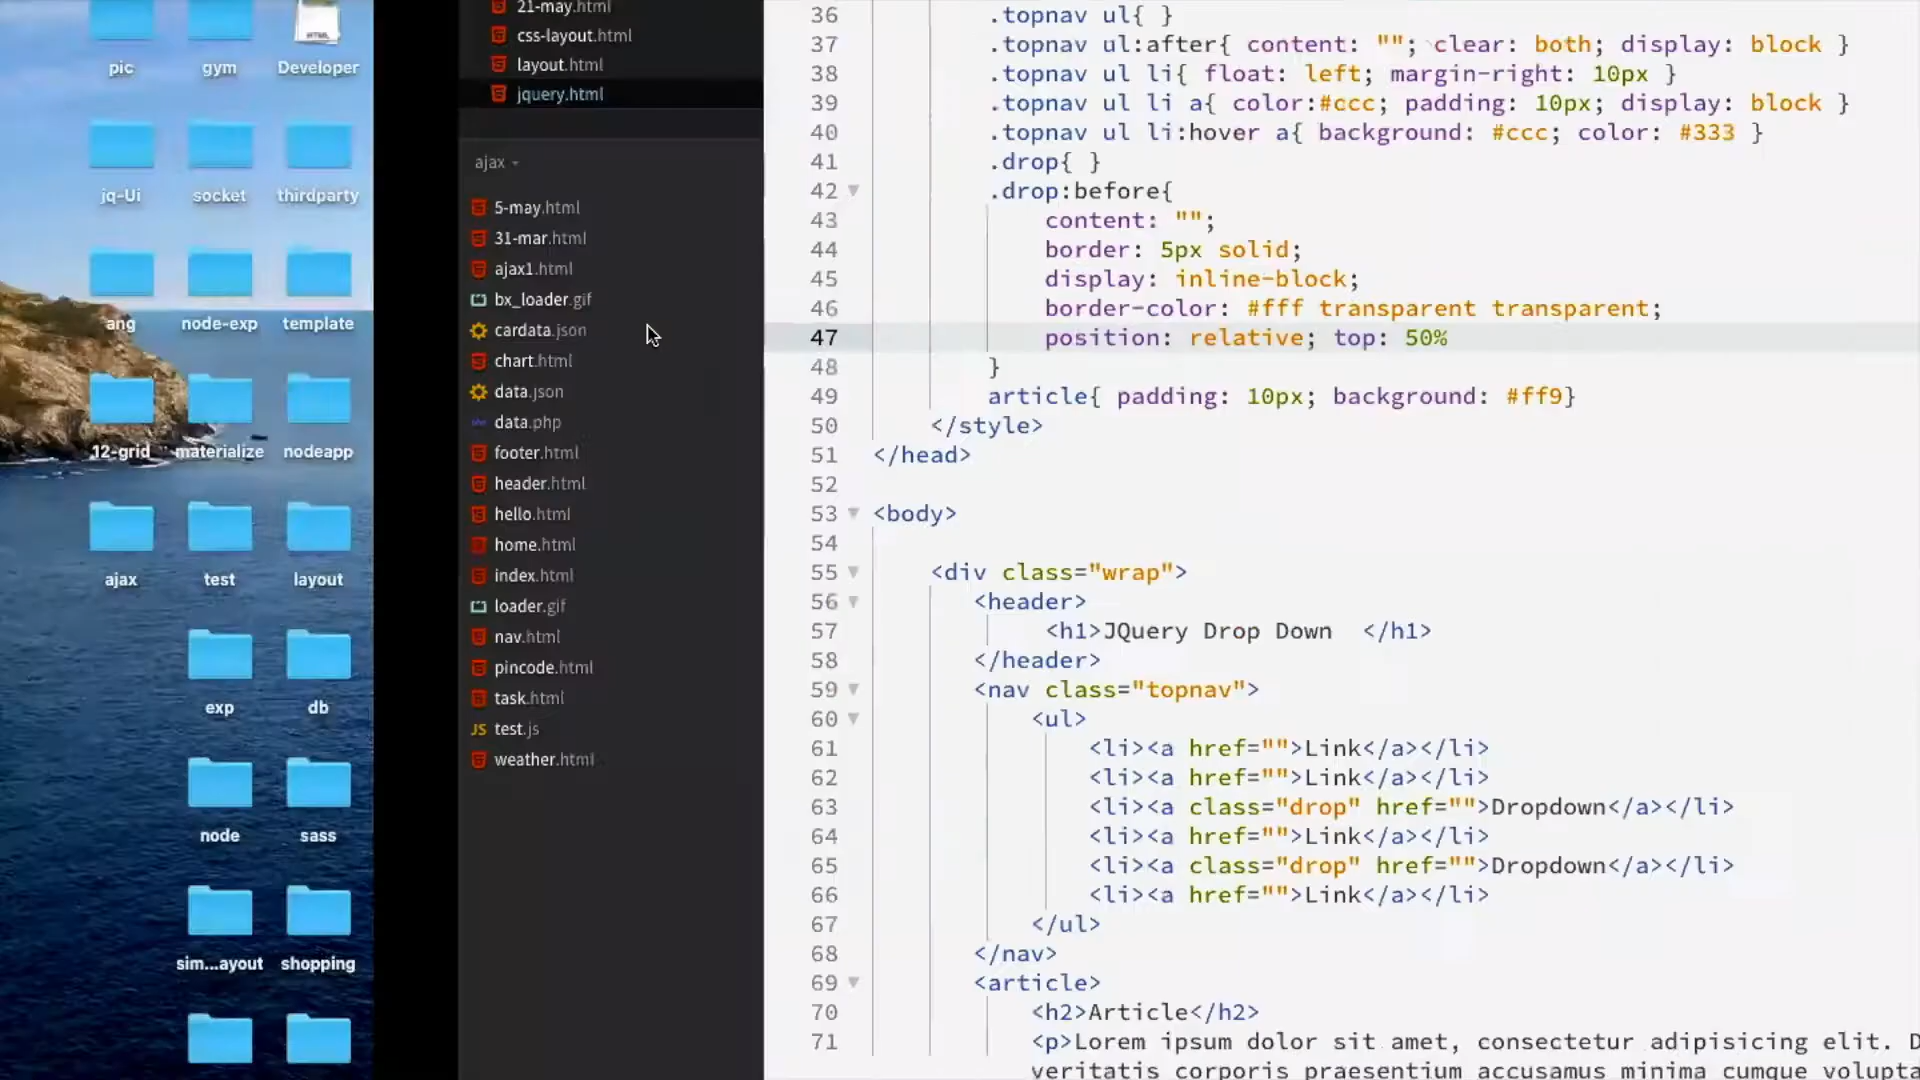 pic gym Developer
jq-Ui socket thirdparty
ang node-exp template
12-grid materialize nodeapp
ajax test layout
exp db
node sass
sim...ayout shopping
21-may.html
css-layout.html
layout.html
jquery.html
ajax
5-may.html
31-mar.html
ajax1.html
bx_loader.gif
cardata.json
chart.html
data.json
data.php
footer.html
header.html
hello.html
home.html
index.html
loader.gif
nav.html
pincode.html
task.html
JS test.js
weather.html
36 .topnav ul{ }
37 .topnav ul:after{ content: ""; clear: both; display: block }
38 .topnav ul li{ float: left; margin-right: 10px }
39 .topnav ul li a{ color:#ccc; padding: 10px; display: block }
40 .topnav ul li:hover a{ background: #ccc; color: #333 }
41 .drop{ }
42 .drop:before{
43 content: "";
44 border: 5px solid;
45 display: inline-block;
46 border-color: #fff transparent transparent;
47 position: relative; top: 50%
48 }
49 article{ padding: 10px; background: #ff9}
50 </style>
51 </head>
52
53 <body>
54
55 <div class="wrap">
56 <header>
57 <h1>JQuery Drop Down </h1>
58 </header>
59 <nav class="topnav">
60 <ul>
61 <li><a href="">Link</a></li>
62 <li><a href="">Link</a></li>
63 <li><a class="drop" href="">Dropdown</a></li>
64 <li><a href="">Link</a></li>
65 <li><a class="drop" href="">Dropdown</a></li>
66 <li><a href="">Link</a></li>
67 </ul>
68 </nav>
69 <article>
70 <h2>Article</h2>
71 <p>Lorem ipsum dolor sit amet, consectetur adipisicing elit. D
veritatis corporis praesentium accusamus minima cumque volupta